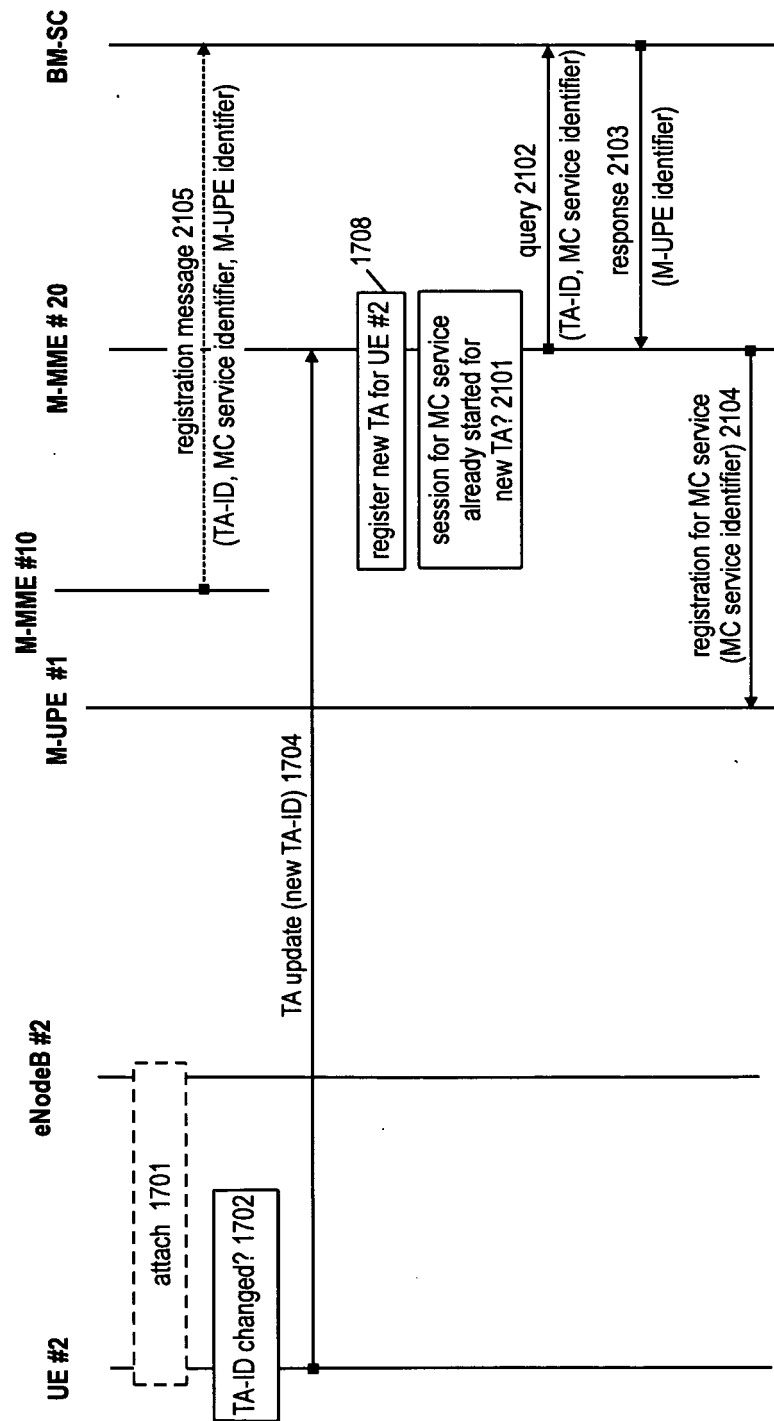 UE #2
eNodeB #2
M-UPE #1
M-MME #10
M-MME # 20
BM-SC
attach 1701
registration message 2105
(TA-ID, MC service identifier, M-UPE identifer)
TA-ID changed? 1702
TA update (new TA-ID) 1704
1708
register new TA for UE #2
session for MC service
already started for
new TA? 2101
query 2102
(TA-ID, MC service identifier)
response 2103
(M-UPE identifier)
registration for MC service
(MC service identifier) 2104